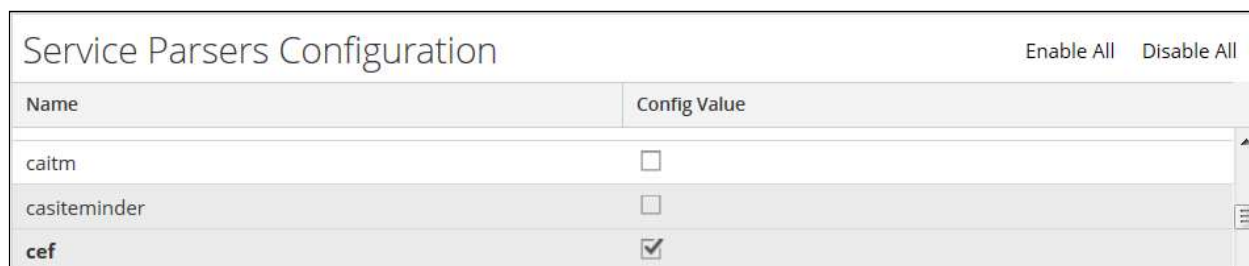 Service Parsers Configuration Enable All Disable All
Name Config Value
caitm
casiteminder
cef